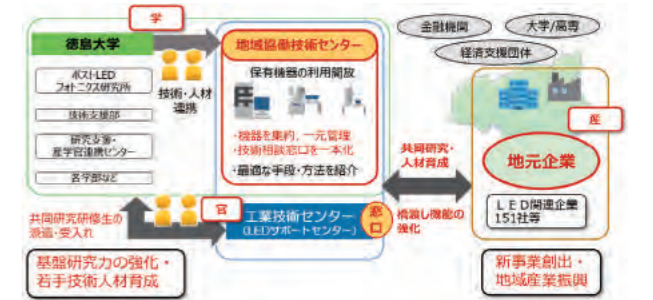 学
徳島大学
ポストLED
フォトニクス研究所
技術支援部
研究支援・
産学官連携センター
各学部など
技術・人材
連携
地域協働技術センター
保有機器の利用開放
・機器を集約、一元管理
・技術相談窓口を一本化
・最適な手段・方法を紹介
官
工業技術センター
(LEDサポートセンター)
窓
口
共同研究研修生の
派遣・受入れ
基盤研究力の強化・
若手技術人材育成
金融機関
大学/高専
経済支援団体
産
地元企業
LED関連企業
151社等
共同研究・
人材育成
橋渡し機能の
強化
新事業創出・
地域産業振興